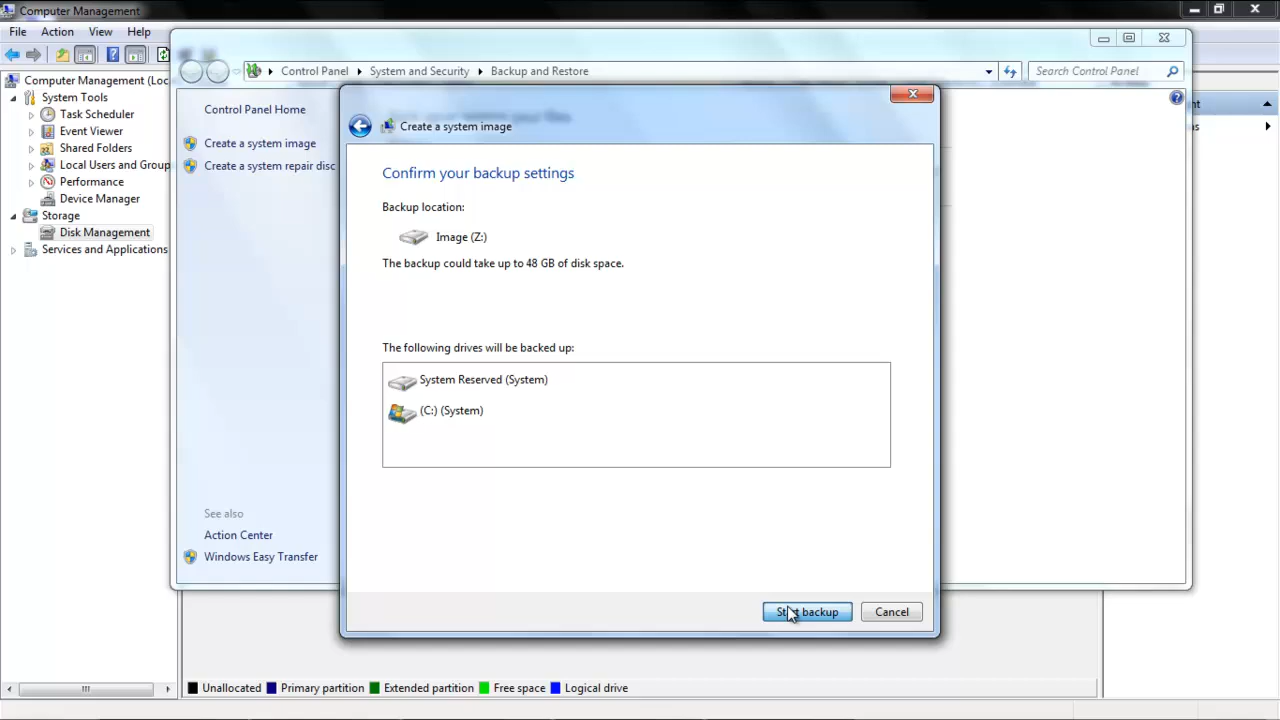 Computer Management
File Action View Help
Control Panel System and Security Backup and Restore
Search Control Panel
Computer Management (Loc
System Tools
Task Scheduler
Event Viewer
Shared Folders
Local Users and Group
Performance
Device Manager
Storage
Disk Management
Services and Applications
Control Panel Home
Create a system image
Create a system repair disc
See also
Action Center
Windows Easy Transfer
Create a system image
Confirm your backup settings
Backup location:
Image (Z:)
The backup could take up to 48 GB of disk space.
The following drives will be backed up:
System Reserved (System)
(C:) (System)
Start backup Cancel
Unallocated Primary partition Extended partition Free space Logical drive